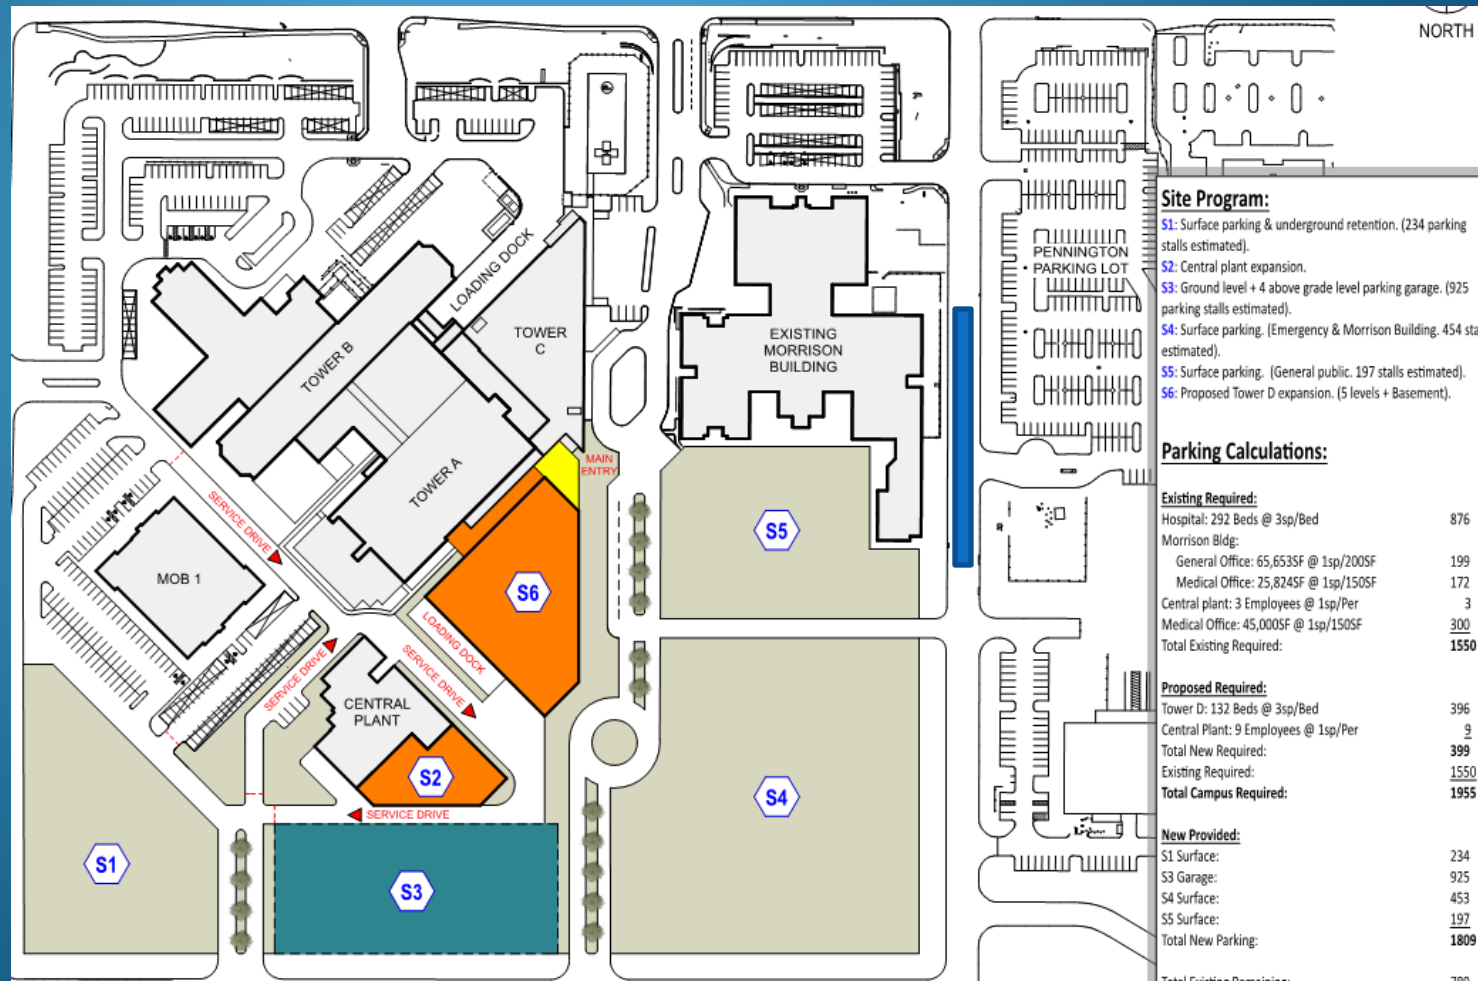 NORTH
LOADING DOCK
TOWER
C
TOWER B
TOWER A
EXISTING
MORRISON
BUILDING
PENNINGTON
PARKING LOT
MAIN
ENTRY
SERVICE DRIVE
MOB 1
S5
S6
LOADING DOCK
SERVICE DRIVE
SERVICE DRIVE
CENTRAL
PLANT
S2
S4
SERVICE DRIVE
S1
S3
Site Program:
S1: Surface parking & underground retention. (234 parking
stalls estimated).
S2: Central plant expansion.
S3: Ground level + 4 above grade level parking garage. (925
parking stalls estimated).
S4: Surface parking. (Emergency & Morrison Building. 454 sta
estimated).
S5: Surface parking. (General public. 197 stalls estimated).
S6: Proposed Tower D expansion. (5 levels + Basement).
Parking Calculations:
Existing Required:
Hospital: 292 Beds @ 3sp/Bed 876
Morrison Bldg:
General Office: 65,653SF @ 1sp/200SF 199
Medical Office: 25,824SF @ 1sp/150SF 172
Central plant: 3 Employees @ 1sp/Per 3
Medical Office: 45,000SF @ 1sp/150SF 300
Total Existing Required: 1550
Proposed Required:
Tower D: 132 Beds @ 3sp/Bed 396
Central Plant: 9 Employees @ 1sp/Per 9
Total New Required: 399
Existing Required: 1550
Total Campus Required: 1955
New Provided:
S1 Surface: 234
S3 Garage: 925
S4 Surface: 453
S5 Surface: 197
Total New Parking: 1809
Total Existing Remaining: 789